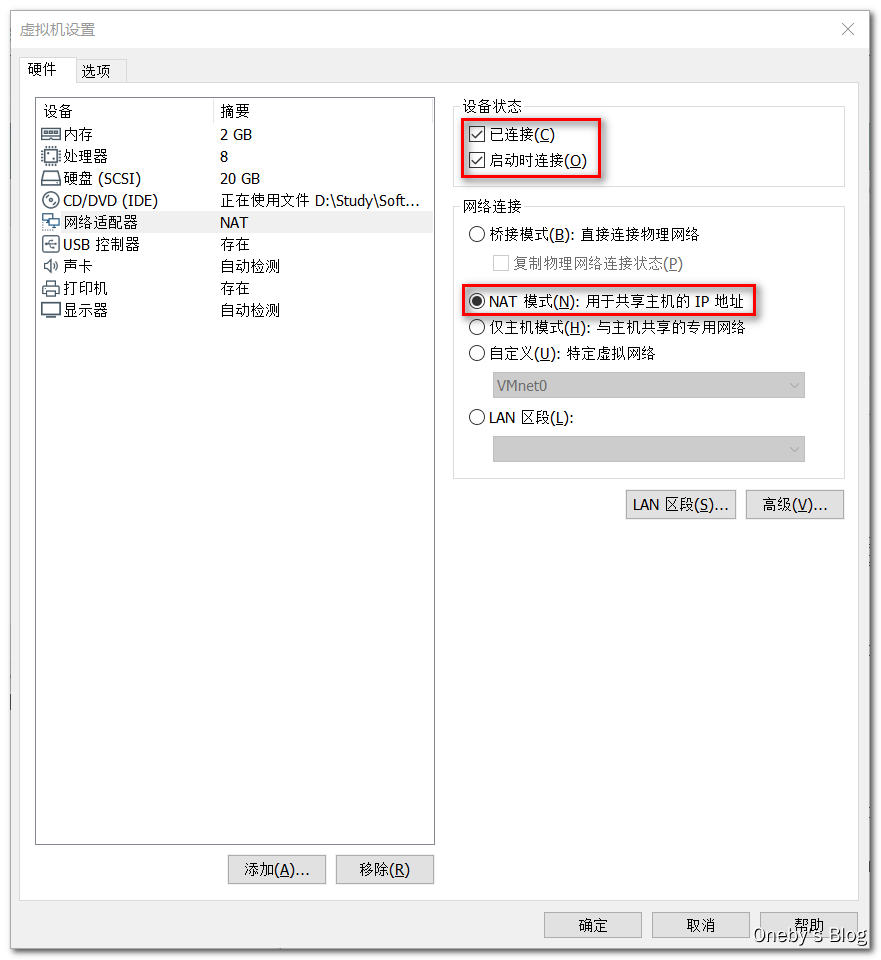 虚拟机设置
硬件 选项
设备 摘要
内存 2 GB
处理器 8
硬盘 (SCSI) 20 GB
CD/DVD (IDE) 正在使用文件 D:\Study\Soft...
网络适配器 NAT
USB 控制器 存在
声卡 自动检测
打印机 存在
显示器 自动检测
添加(A)... 移除(R)
设备状态
已连接(C)
启动时连接(O)
网络连接
桥接模式(B): 直接连接物理网络
复制物理网络连接状态(P)
NAT 模式(N): 用于共享主机的 IP 地址
仅主机模式(H): 与主机共享的专用网络
自定义(U): 特定虚拟网络
VMnet0
LAN 区段(L):
LAN 区段(S)... 高级(V)...
确定 取消 帮助
Oneby's Blog